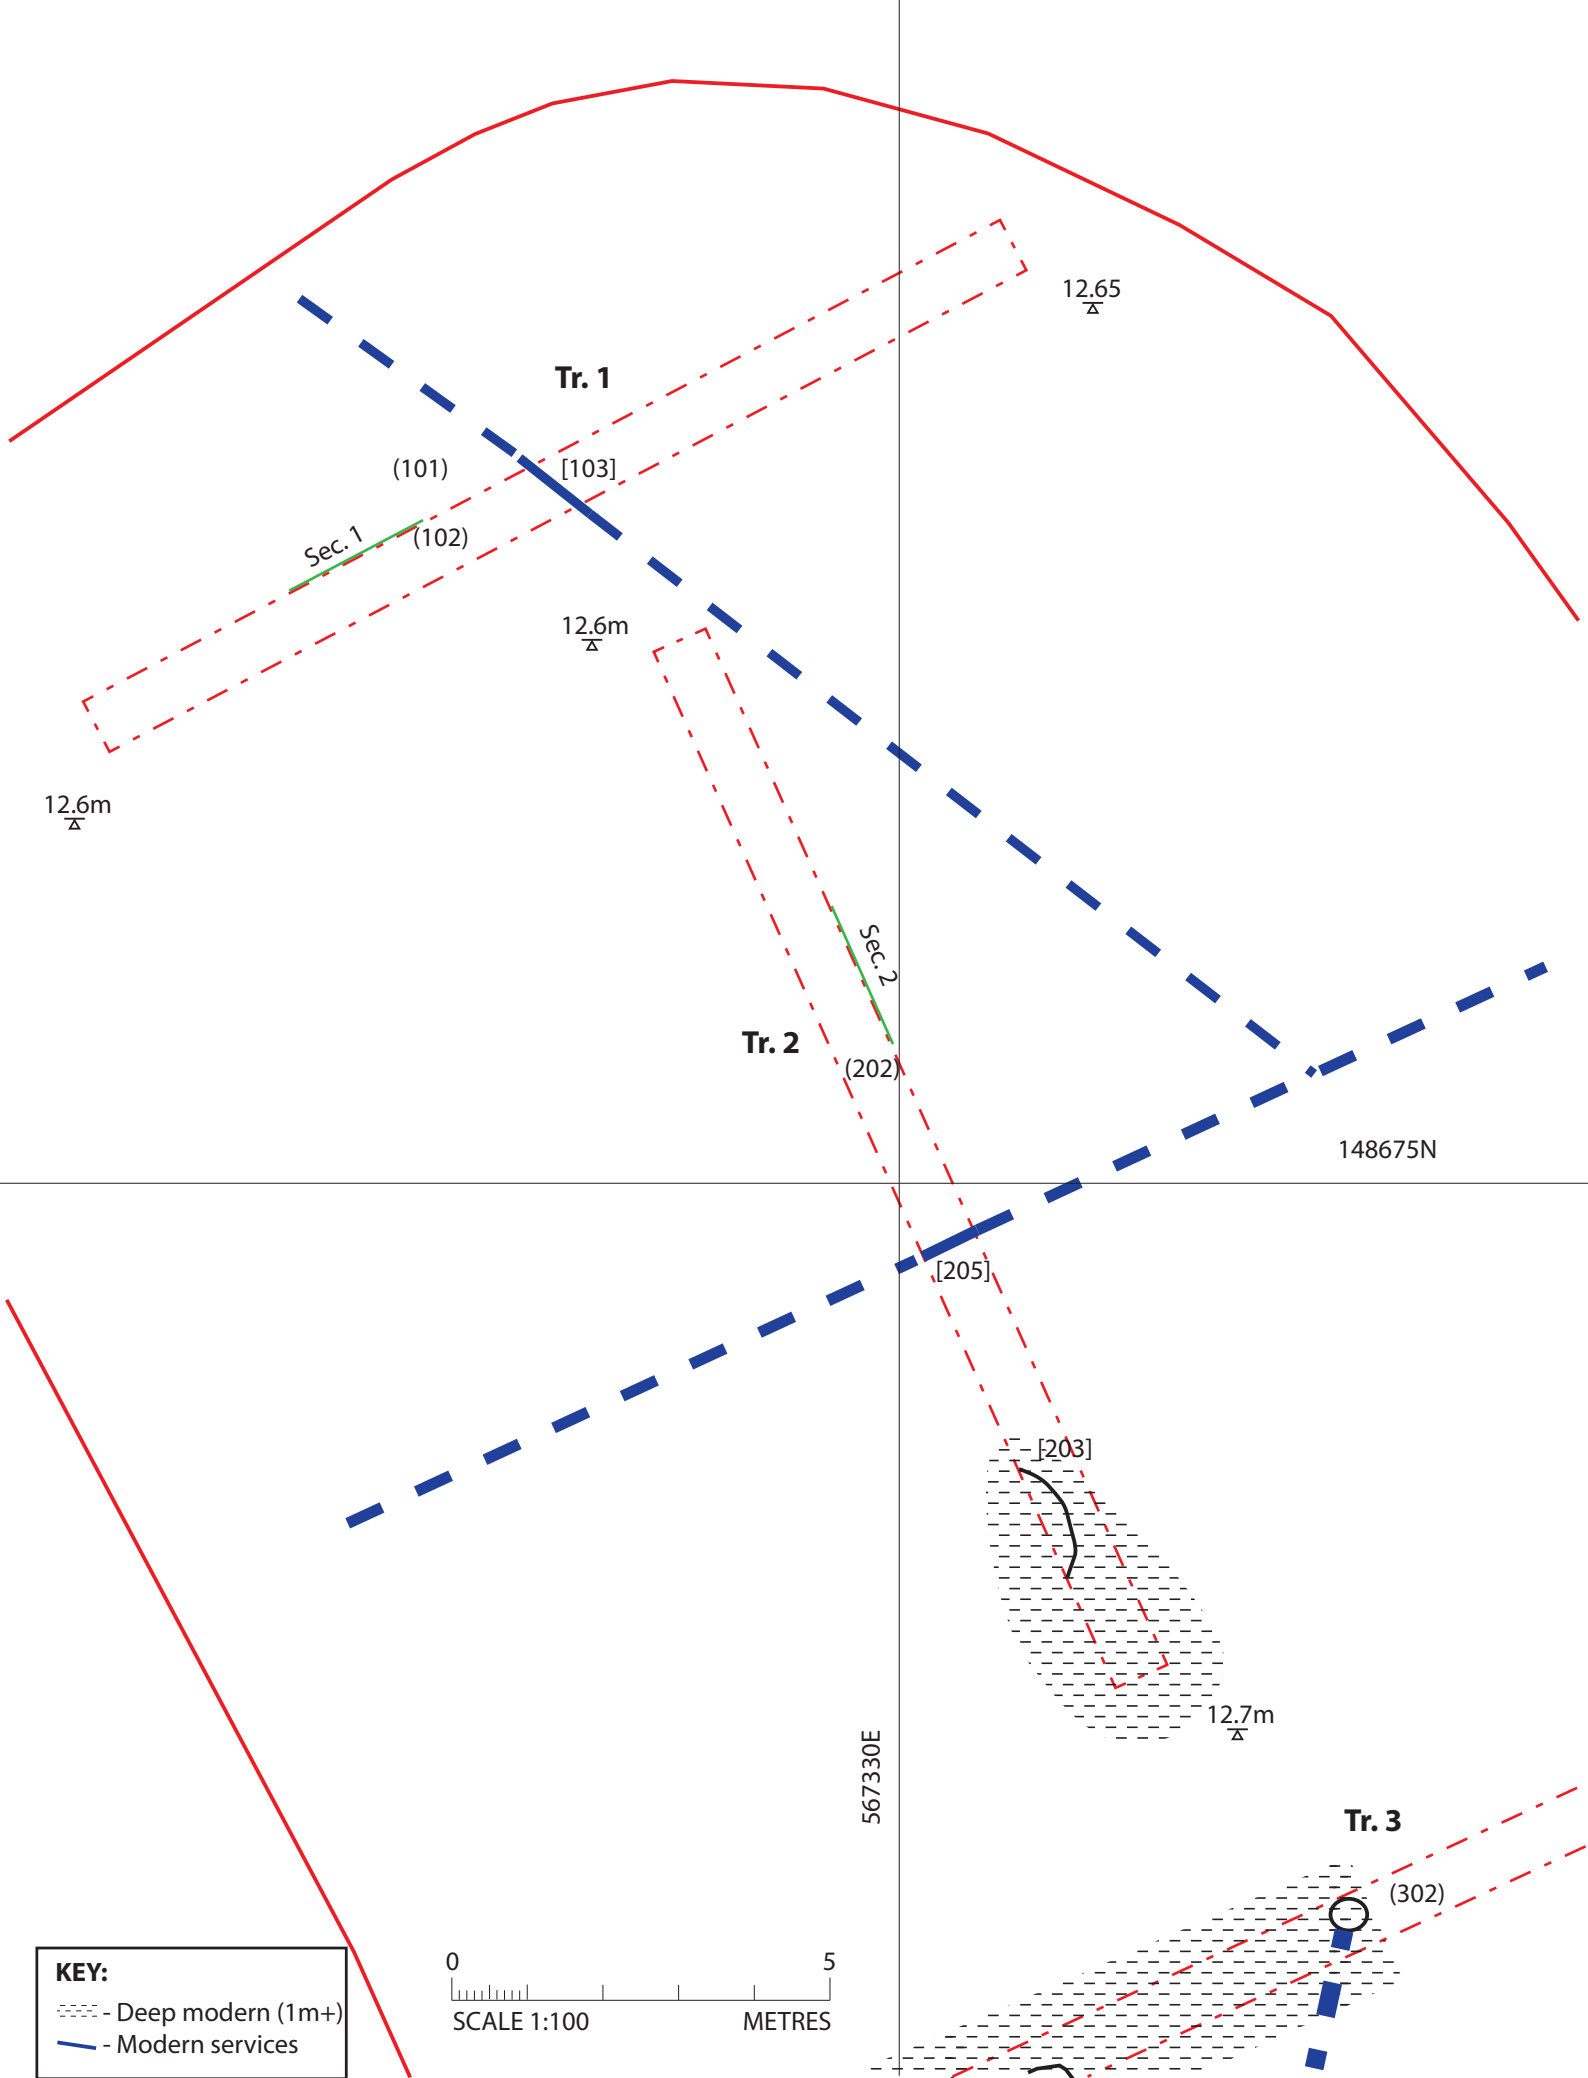 12.65
Tr. 1
(101)
[103]
Sec. 1
(102)
12.6m
12.6m
Sec. 2
Tr. 2
(202)
148675N
[205]
[203]
12.7m
567330E
Tr. 3
(302)
KEY:
- Deep modern (1m+)
- Modern services
0 5
SCALE 1:100 METRES